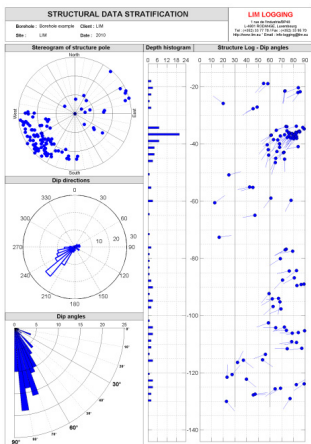 STRUCTURAL DATA STRATIFICATION
LIM LOGGING
Borehole : Borehole example Client : LIM
Site : LIM Date : 2010
Stereogram of structure pole
Depth histogram
Structure Log - Dip angles
North
0 6 12 18 24
0 10 20 30 40 50 60 70 80 90
West
East
South
Dip directions
0
330 30
300 60
270 10 20 30 90
240 120
210 150
180
Dip angles
0 5 10 15 20 25
0°
30°
60°
90°
-20
-40
-60
-80
-100
-120
-140